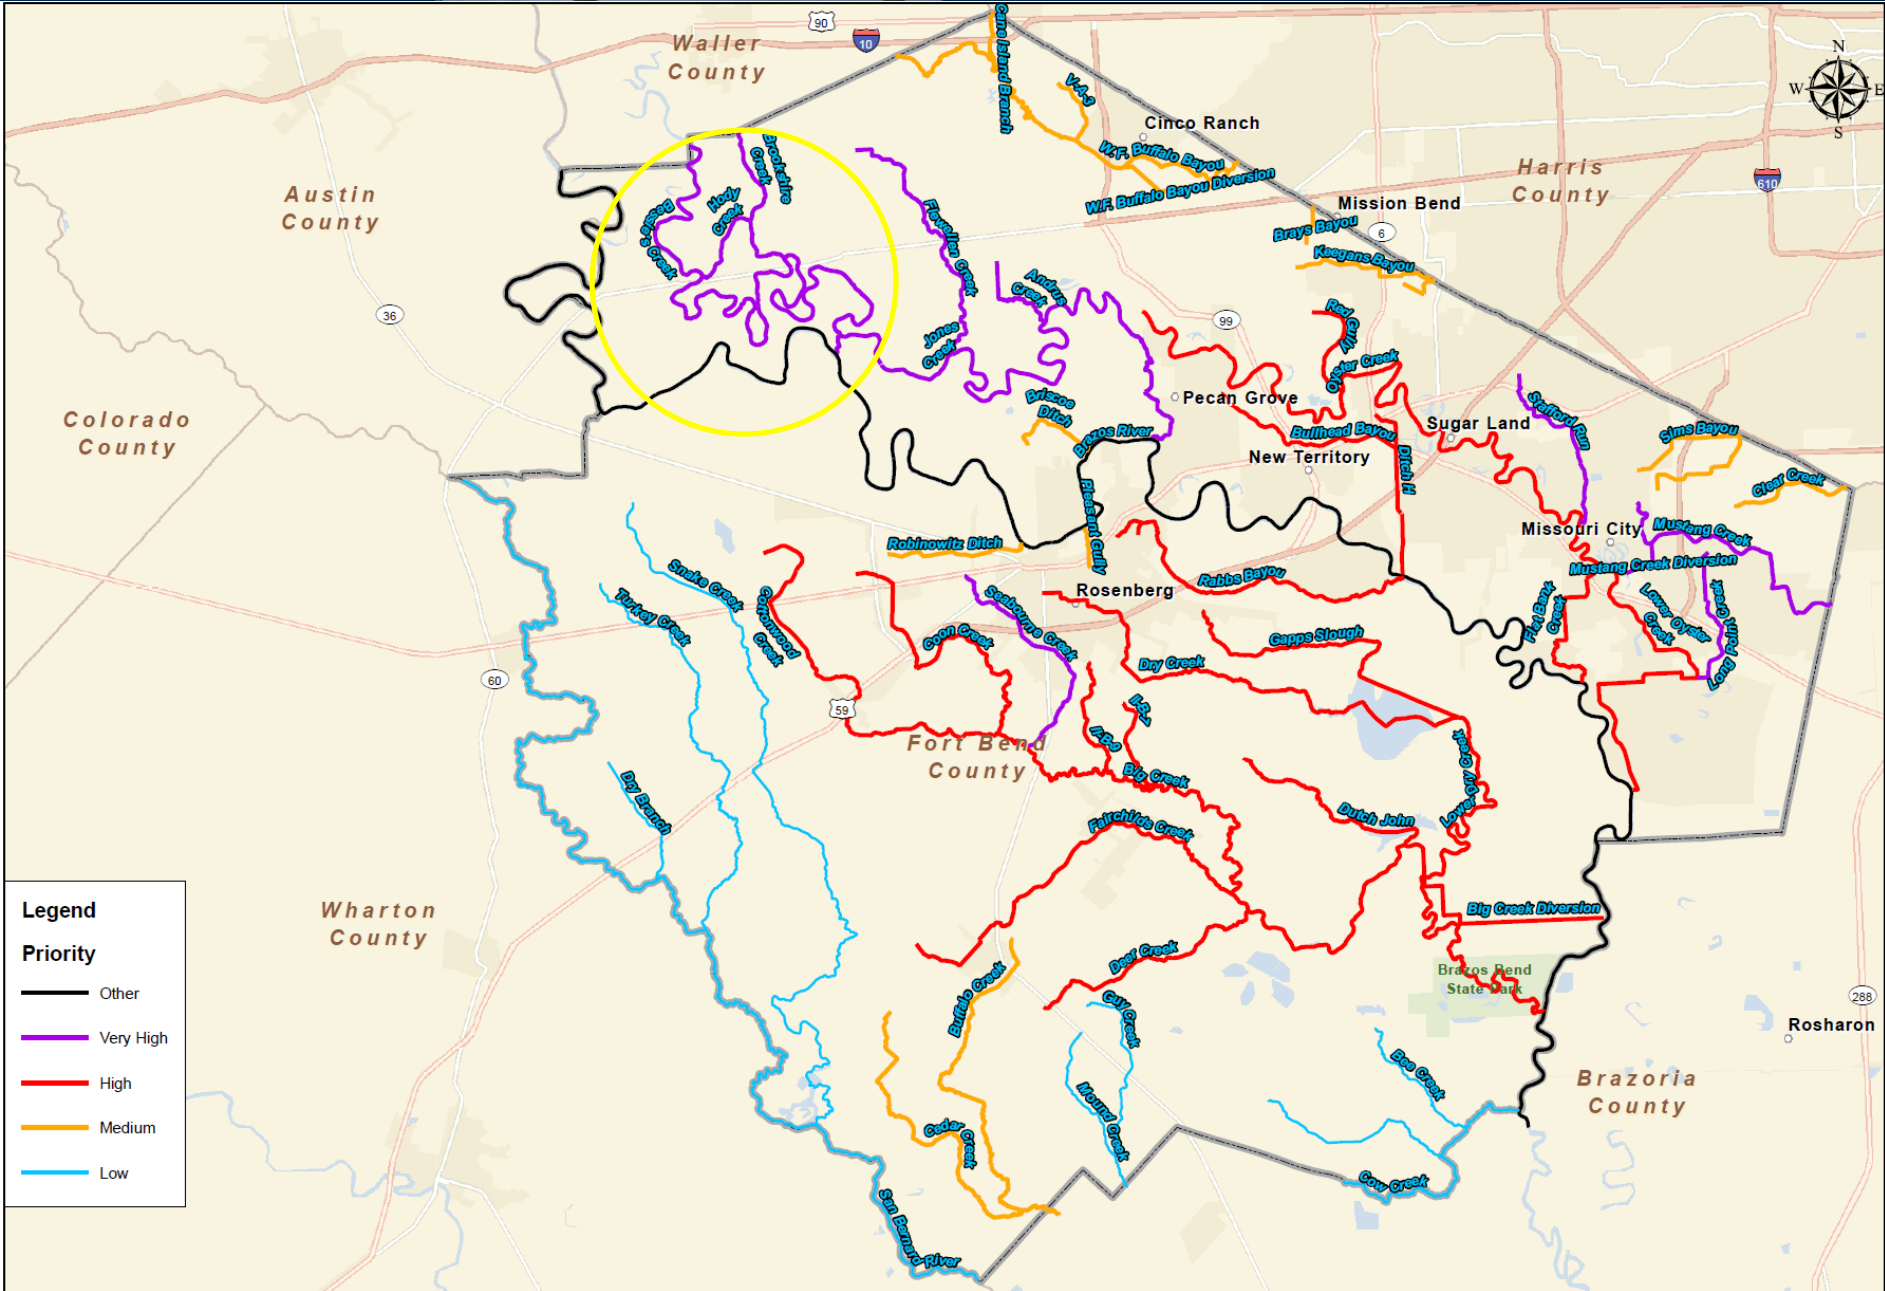 90
10
Waller
County
Cane Island Branch
V-A-3
Cinco Ranch
W.F. Buffalo Bayou
W.F. Buffalo Bayou Diversion
N
W
E
S
Harris
County
610
Austin
County
Brookshire
Creek
Hody
Creek
Bessie's Creek
Flewellen Creek
Mission Bend
Brays Bayou
6
Keegans Bayou
Andrus
Creek
36
Jones
Creek
99
Red Gully
Oyster Creek
Pecan Grove
Briscoe
Ditch
Brazos River
Bullhead Bayou
Sugar Land
New Territory
Ditch H
Stafford Run
Sims Bayou
Clear Creek
Colorado
County
Pleasant Gully
Missouri City
Mustang Creek
Mustang Creek Diversion
Robinowitz Ditch
Rabbs Bayou
Rosenberg
Snake Creek
Turkey Creek
Cottonwood
Creek
Seabourne Creek
Coon Creek
Flat Bank
Creek
Lower Oyster
Creek
Long Point Creek
Gapps Slough
Dry Creek
60
59
II-B-1
II-B-9
Fort Bend
County
Big Creek
Lower Dry Creek
Dry Branch
Dutch John
Fairchilds Creek
Wharton
County
Big Creek Diversion
Deer Creek
Brazos Bend
State Park
Buffalo Creek
Guy Creek
288
Rosharon
Bee Creek
Mound Creek
Brazoria
County
Cedar
Creek
Cow Creek
San Bernard River
Legend
Priority
Other
Very High
High
Medium
Low